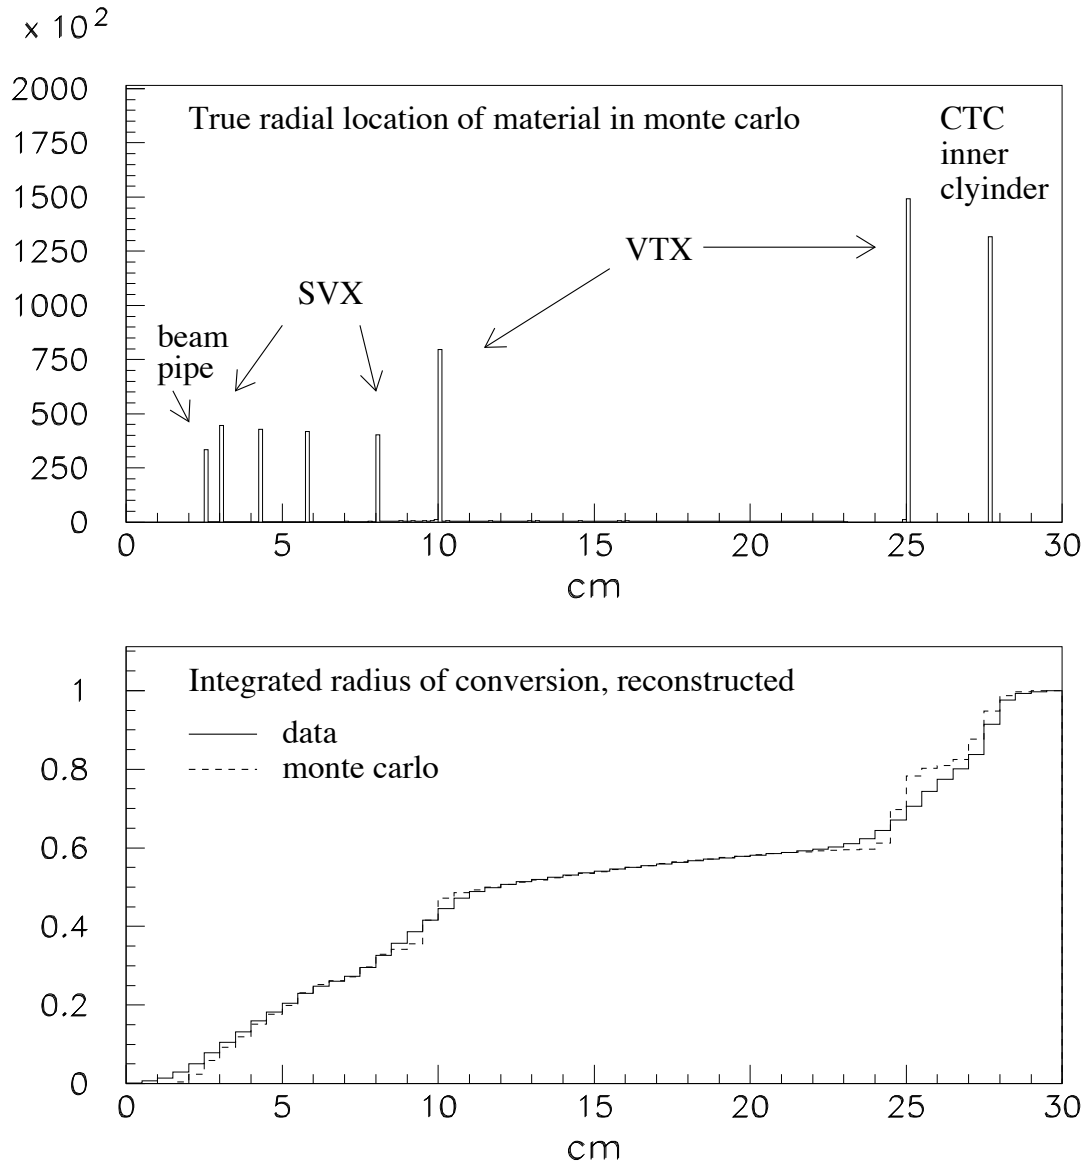 x 10²
2000
True radial location of material in monte carlo
CTC
inner
clyinder
1750
1500
1250
VTX
1000
SVX
beam
pipe
750
500
250
0
0 5 10 15 20 25 30
cm
Integrated radius of conversion, reconstructed
data
monte carlo
1
0.8
0.6
0.4
0.2
0
0 5 10 15 20 25 30
cm